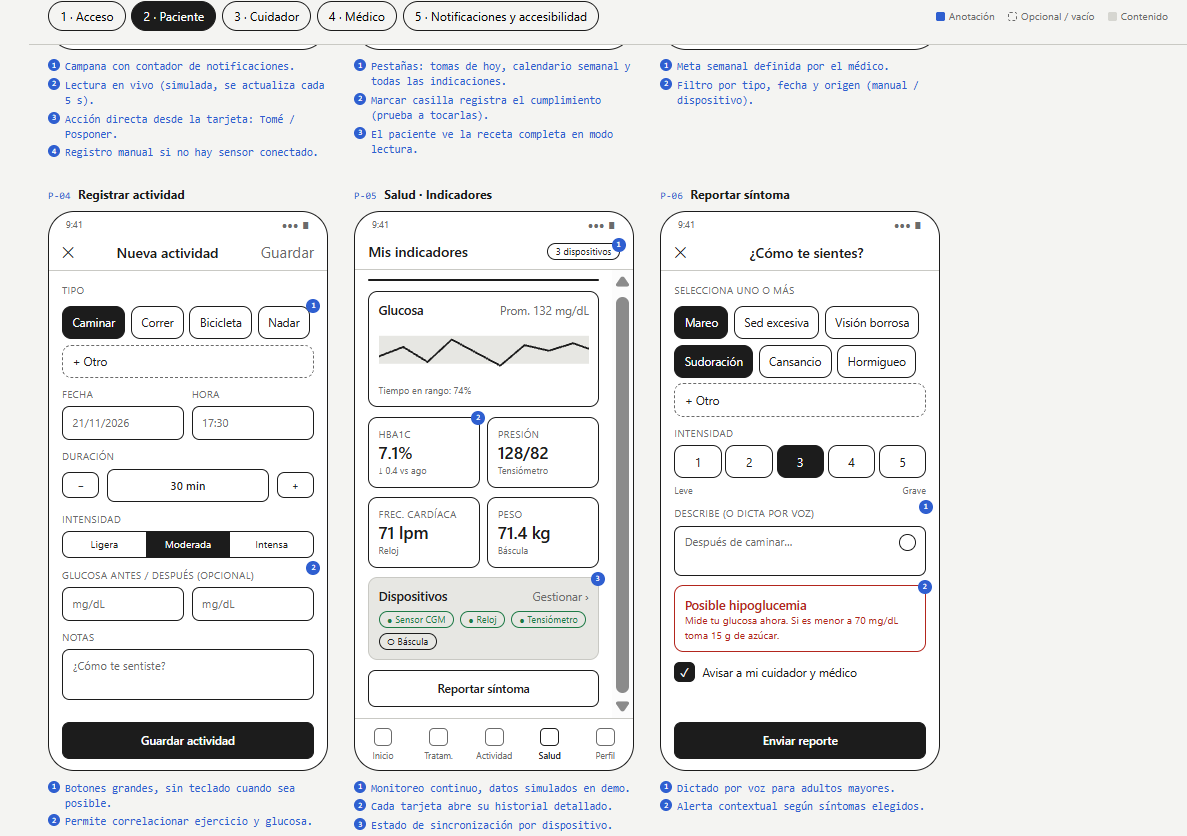 1 · Acceso
2 · Paciente
3 · Cuidador
4 · Médico
5 · Notificaciones y accesibilidad
Anotación
Opcional / vacío
Contenido
1 Campana con contador de notificaciones.
2 Lectura en vivo (simulada, se actualiza cada
5 s).
3 Acción directa desde la tarjeta: Tomé /
Posponer.
4 Registro manual si no hay sensor conectado.
1 Pestañas: tomas de hoy, calendario semanal y
todas las indicaciones.
2 Marcar casilla registra el cumplimiento
(prueba a tocarlas).
3 El paciente ve la receta completa en modo
lectura.
1 Meta semanal definida por el médico.
2 Filtro por tipo, fecha y origen (manual /
dispositivo).
P-04 Registrar actividad
9:41
Nueva actividad
Guardar
TIPO
1
Caminar
Correr
Bicicleta
Nadar
+ Otro
FECHA
HORA
21/11/2026
17:30
DURACIÓN
−
30 min
+
INTENSIDAD
Ligera
Moderada
Intensa
2
GLUCOSA ANTES / DESPUÉS (OPCIONAL)
mg/dL
mg/dL
NOTAS
¿Cómo te sentiste?
Guardar actividad
1 Botones grandes, sin teclado cuando sea
posible.
2 Permite correlacionar ejercicio y glucosa.
P-05 Salud · Indicadores
9:41
Mis indicadores
3 dispositivos
1
Glucosa
Prom. 132 mg/dL
Tiempo en rango: 74%
2
HBA1C
7.1%
↓ 0.4 vs ago
PRESIÓN
128/82
Tensiómetro
FREC. CARDÍACA
71 lpm
Reloj
PESO
71.4 kg
Báscula
3
Dispositivos
Gestionar ›
● Sensor CGM
● Reloj
● Tensiómetro
○ Báscula
Reportar síntoma
Inicio
Tratam.
Actividad
Salud
Perfil
1 Monitoreo continuo, datos simulados en demo.
2 Cada tarjeta abre su historial detallado.
3 Estado de sincronización por dispositivo.
P-06 Reportar síntoma
9:41
¿Cómo te sientes?
SELECCIONA UNO O MÁS
Mareo
Sed excesiva
Visión borrosa
Sudoración
Cansancio
Hormigueo
+ Otro
INTENSIDAD
1
2
3
4
5
Leve
Grave
1
DESCRIBE (O DICTA POR VOZ)
Después de caminar...
2
Posible hipoglucemia
Mide tu glucosa ahora. Si es menor a 70 mg/dL
toma 15 g de azúcar.
✓ Avisar a mi cuidador y médico
Enviar reporte
1 Dictado por voz para adultos mayores.
2 Alerta contextual según síntomas elegidos.